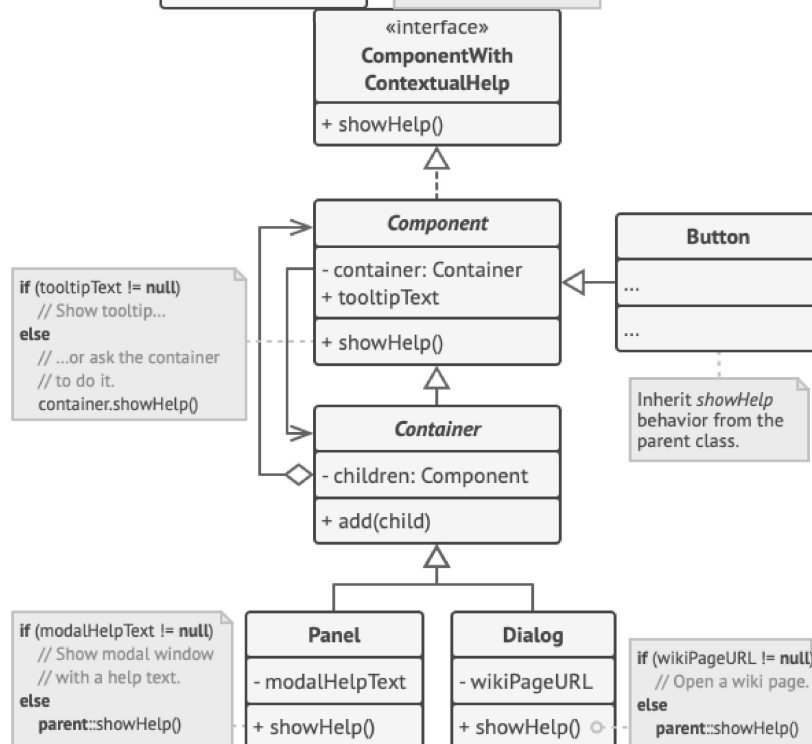 «interface»
ComponentWith
ContextualHelp
+ showHelp()
Component
- container: Container
+ tooltipText
+ showHelp()
Button
...
...
if (tooltipText != null)
// Show tooltip...
else
// ...or ask the container
// to do it.
container.showHelp()
Inherit showHelp
behavior from the
parent class.
Container
- children: Component
+ add(child)
if (modalHelpText != null)
// Show modal window
// with a help text.
else
parent::showHelp()
Panel
- modalHelpText
+ showHelp()
Dialog
- wikiPageURL
+ showHelp()
if (wikiPageURL != null)
// Open a wiki page.
else
parent::showHelp()